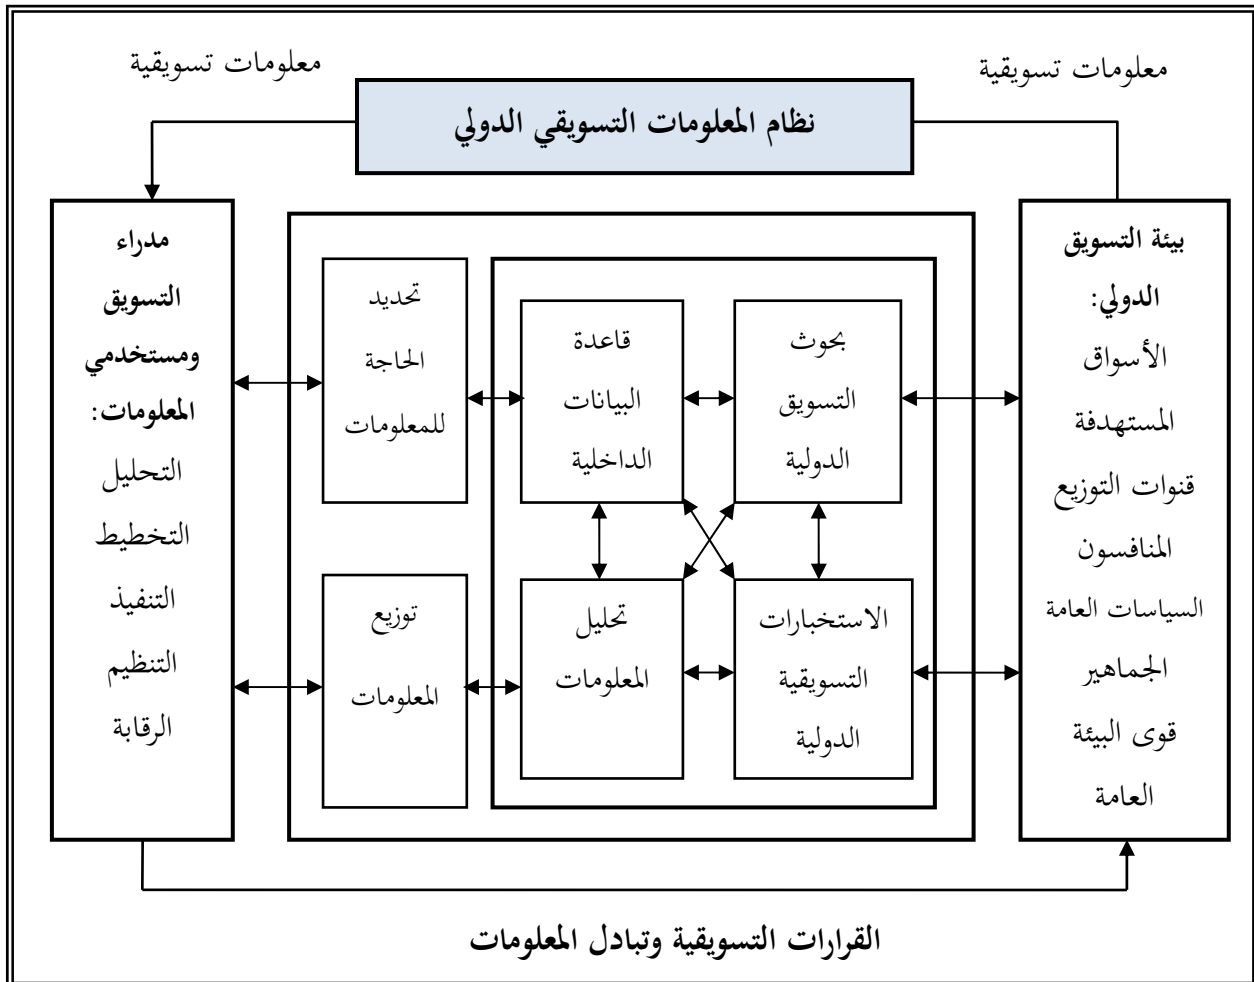 معلومات تسويقية
معلومات تسويقية
نظام المعلومات التسويقي الدولي
بيئة التسويق
الدولي:
الأسواق
المستهدفة
قنوات التوزيع
المنافسون
السياسات العامة
الجماهير
قوى البيئة
العامة
بحوث
التسويق
الدولية
قاعدة
البيانات
الداخلية
تحديد
الحاجة
للمعلومات
مدراء
التسويق
ومستخدمي
المعلومات:
التحليل
التخطيط
التنفيذ
التنظيم
الرقابة
الاستخبارات
التسويقية
الدولية
تحليل
المعلومات
توزيع
المعلومات
القرارات التسويقية وتبادل المعلومات